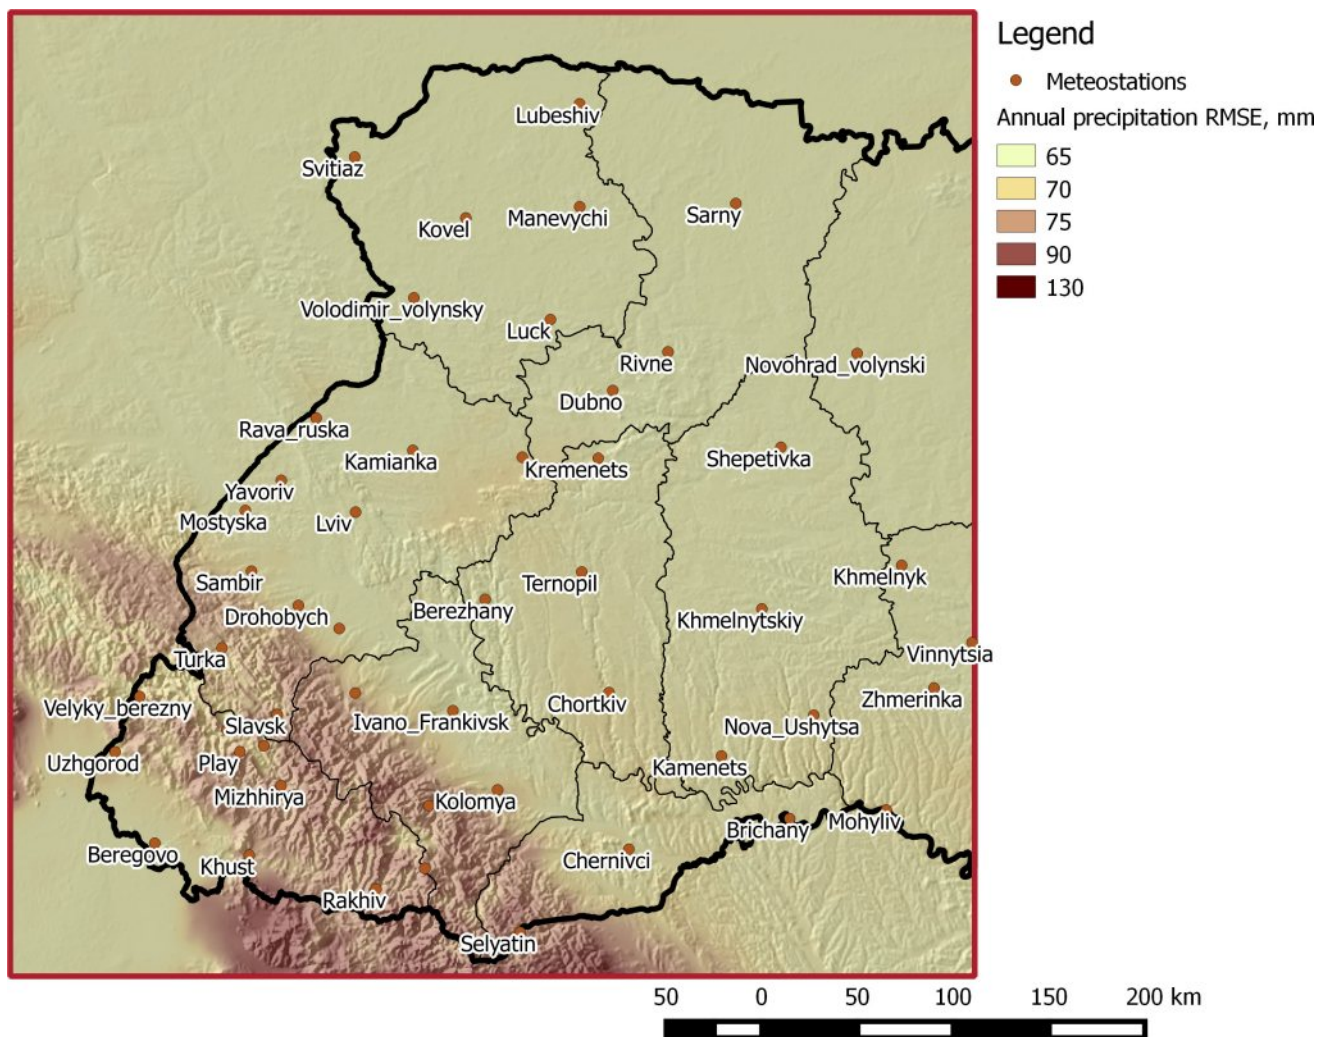 Legend
Meteostations
Annual precipitation RMSE, mm
65
70
75
90
130
Lubeshiv
Svitiaz
Kovel
Manevychi
Sarny
Volodimir_volynsky
Luck
Rivne
Novohrad_volynski
Dubno
Rava_ruska
Kamianka
Kremenets
Shepetivka
Yavoriv
Mostyska
Lviv
Sambir
Ternopil
Khmelnyk
Drohobych
Berezhany
Khmelnytskiy
Turka
Vinnytsia
Velyky_berezny
Slavsk
Ivano_Frankivsk
Chortkiv
Nova_Ushytsa
Zhmerinka
Uzhgorod
Play
Kamenets
Mizhhirya
Kolomya
Brichany
Mohyliv
Beregovo
Khust
Chernivci
Rakhiv
Selyatin
50 0 50 100 150 200 km